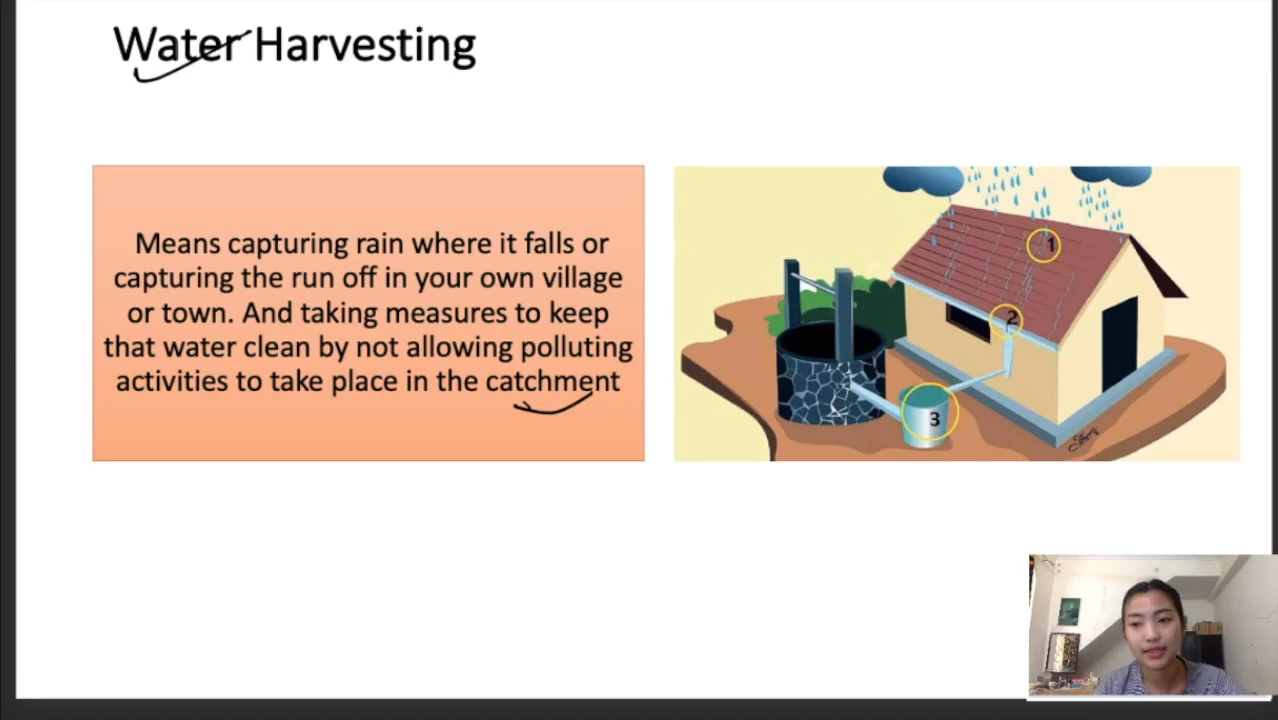 Water Harvesting
Means capturing rain where it falls or
capturing the run off in your own village
or town. And taking measures to keep
that water clean by not allowing polluting
activities to take place in the catchment
1
2
3